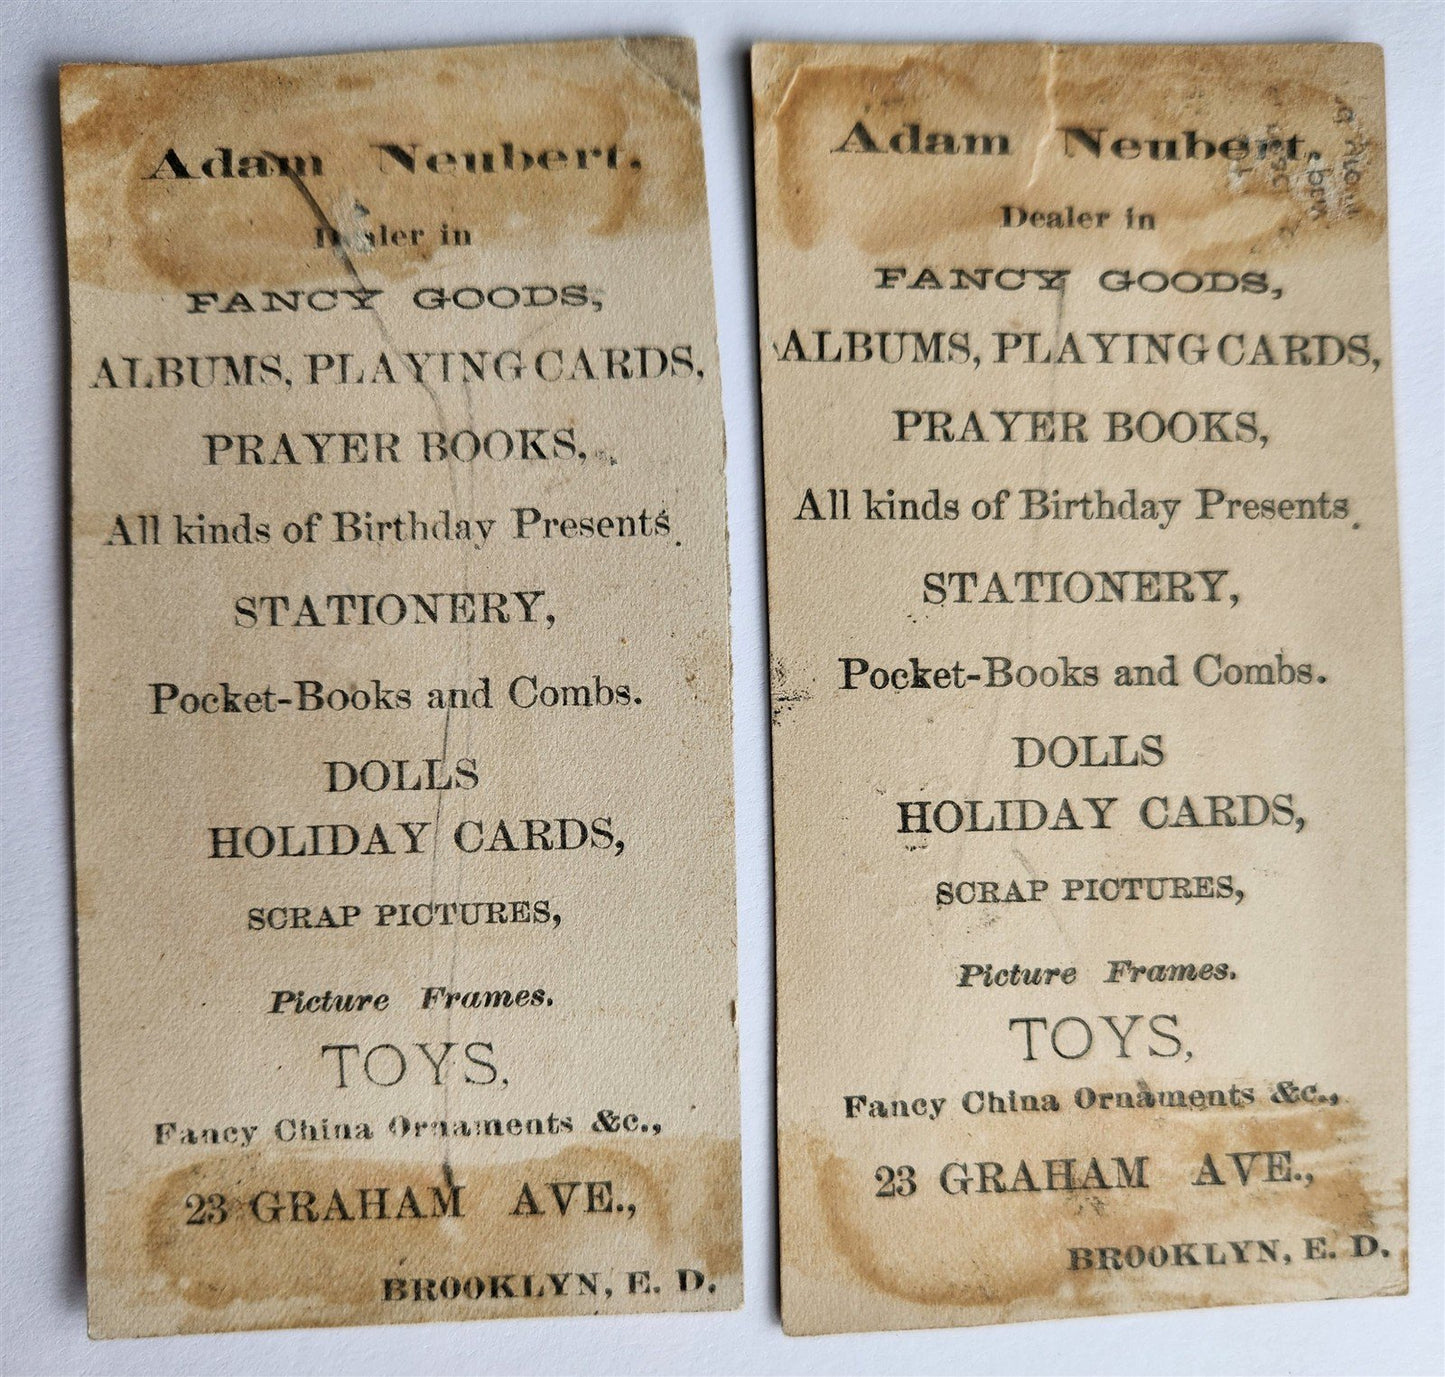 Adam Neubert.
Dealer in
FANCY GOODS,
ALBUMS, PLAYING CARDS,
PRAYER BOOKS,
All kinds of Birthday Presents.
STATIONERY,
Pocket-Books and Combs.
DOLLS
HOLIDAY CARDS,
SCRAP PICTURES,
Picture Frames.
TOYS,
Fancy China Ornaments &c.,
23 GRAHAM AVE.,
BROOKLYN, E. D.
Adam Neubert.
Dealer in
FANCY GOODS,
ALBUMS, PLAYING CARDS,
PRAYER BOOKS,
All kinds of Birthday Presents.
STATIONERY,
Pocket-Books and Combs.
DOLLS
HOLIDAY CARDS,
SCRAP PICTURES,
Picture Frames.
TOYS,
Fancy China Ornaments &c.,
23 GRAHAM AVE.,
BROOKLYN, E. D.